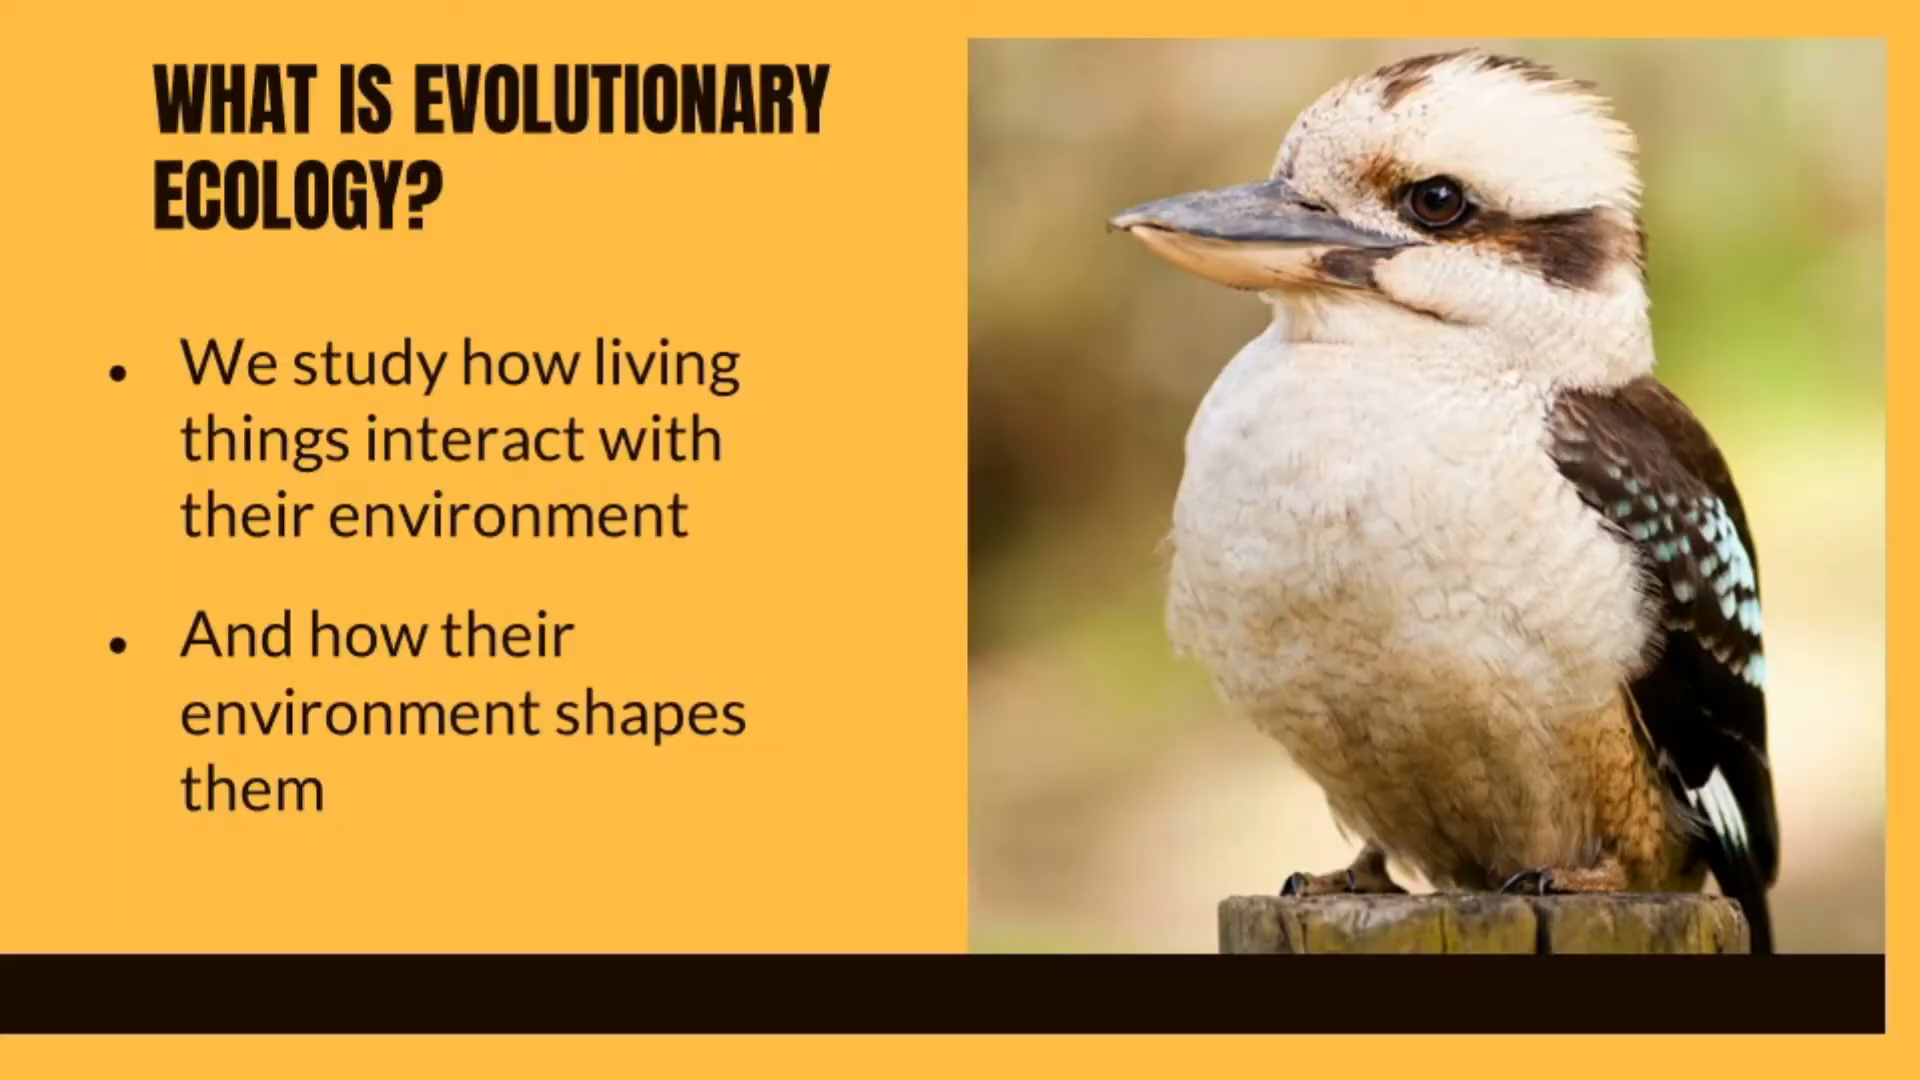 WHAT IS EVOLUTIONARY
ECOLOGY?
• We study how living
things interact with
their environment
• And how their
environment shapes
them